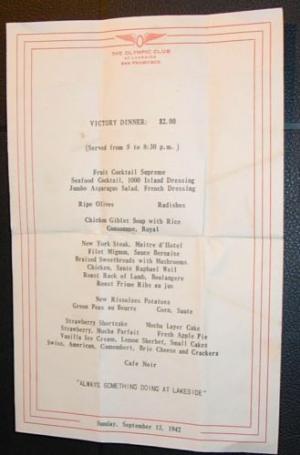 THE OLYMPIC CLUB
AT LAKESIDE
SAN FRANCISCO
VICTORY DINNER: $2.00
(Served from 5 to 8:30 p.m.)
Fruit Cocktail Supreme
Seafood Cocktail, 1000 Island Dressing
Jumbo Asparagus Salad, French Dressing
Ripe Olives Radishes
Chicken Giblet Soup with Rice
Consomme, Royal
New York Steak, Maitre d'Hotel
Filet Mignon, Sauce Bernaise
Braised Sweetbreads with Mushrooms
Chicken, Saute Raphael Weil
Roast Rack of Lamb, Boulangere
Roast Prime Ribs au jus
New Rissolees Potatoes
Green Peas au Beurre Corn, Saute
Strawberry Shortcake Mocha Layer Cake
Strawberry, Mocha Parfait Fresh Apple Pie
Vanilla Ice Cream, Lemon Sherbet, Small Cakes
Swiss, American, Camembert, Brie Cheese and Crackers
Cafe Noir
"ALWAYS SOMETHING DOING AT LAKESIDE"
Sunday, September 13, 1942